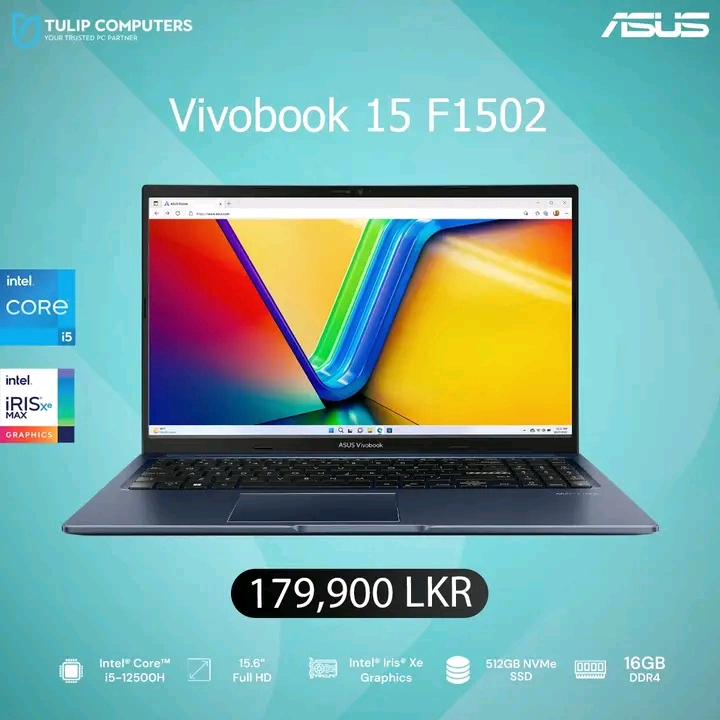 TULIP COMPUTERS
YOUR TRUSTED PC PARTNER
ASUS
Vivobook 15 F1502
intel.
CORE
i5
intel.
iRISxe
MAX
GRAPHICS
ASUS Vivobook
179,900 LKR
Intel® Core™
i5-12500H
15.6"
Full HD
Intel® Iris® Xe
Graphics
512GB NVMe
SSD
16GB
DDR4